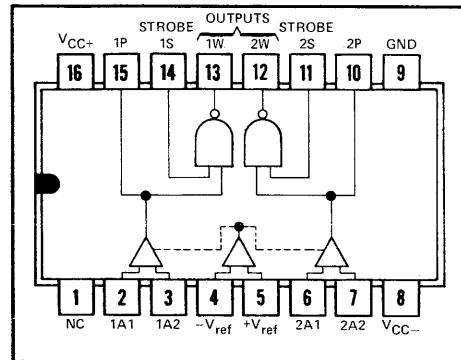 OUTPUTS
STROBE STROBE
VCC+ 1P 1S 1W 2W 2S 2P GND
16 15 14 13 12 11 10 9
1 2 3 4 5 6 7 8
NC 1A1 1A2 −Vref +Vref 2A1 2A2 VCC−